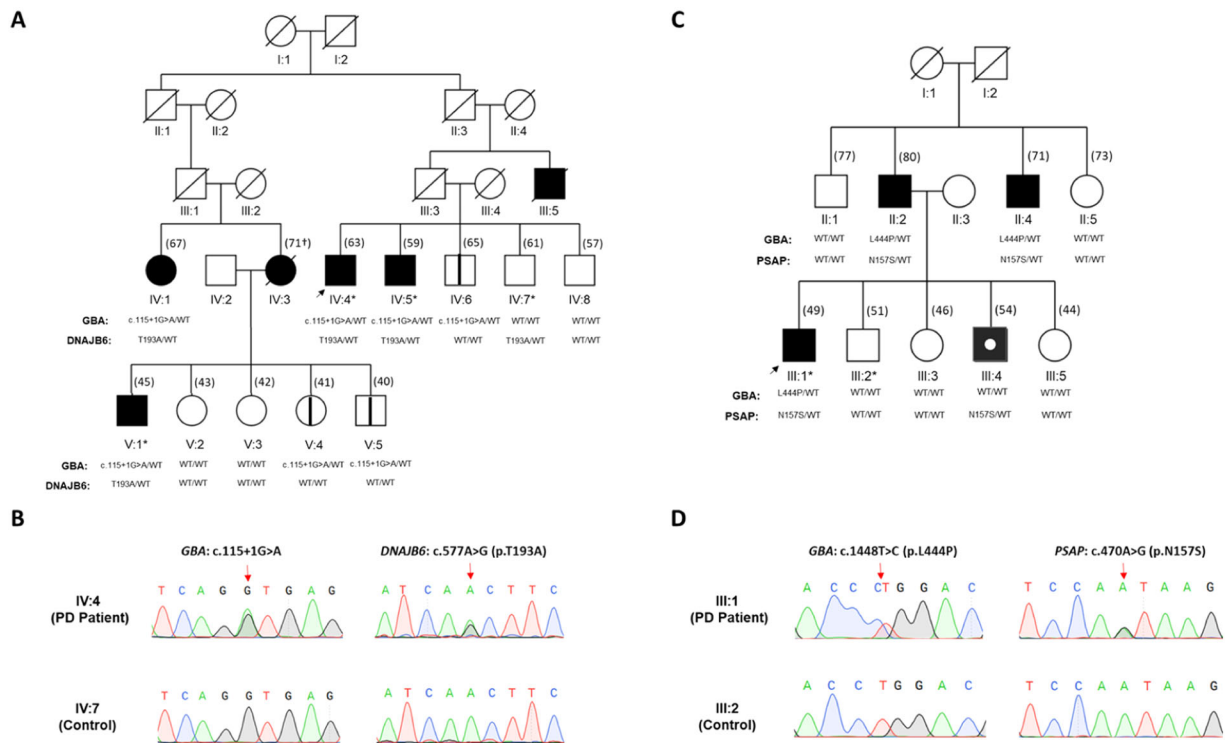 A
I:1 I:2
II:1 II:2 II:3 II:4
III:1 III:2 III:3 III:4 III:5
(67) (71†) (63) (59) (65) (61) (57)
IV:1 IV:2 IV:3 IV:4* IV:5* IV:6 IV:7* IV:8
GBA: c.115+1G>A/WT c.115+1G>A/WT c.115+1G>A/WT c.115+1G>A/WT WT/WT WT/WT
DNAJB6: T193A/WT T193A/WT T193A/WT WT/WT T193A/WT WT/WT
(45) (43) (42) (41) (40)
V:1* V:2 V:3 V:4 V:5
GBA: c.115+1G>A/WT WT/WT WT/WT c.115+1G>A/WT c.115+1G>A/WT
DNAJB6: T193A/WT WT/WT WT/WT WT/WT WT/WT
B
GBA: c.115+1G>A DNAJB6: c.577A>G (p.T193A)
IV:4
(PD Patient)
T C A G G T G A G A T C A A C T T C
IV:7
(Control)
T C A G G T G A G A T C A A C T T C
C
I:1 I:2
(77) (80) (71) (73)
II:1 II:2 II:3 II:4 II:5
GBA: WT/WT L444P/WT L444P/WT WT/WT
PSAP: WT/WT N157S/WT N157S/WT WT/WT
(49) (51) (46) (54) (44)
III:1* III:2* III:3 III:4 III:5
GBA: L444P/WT WT/WT WT/WT WT/WT WT/WT
PSAP: N157S/WT WT/WT WT/WT N157S/WT WT/WT
D
GBA: c.1448T>C (p.L444P) PSAP: c.470A>G (p.N157S)
III:1
(PD Patient)
A C C C T G G A C T C C A A T A A G
III:2
(Control)
A C C T G G A C T C C A A T A A G